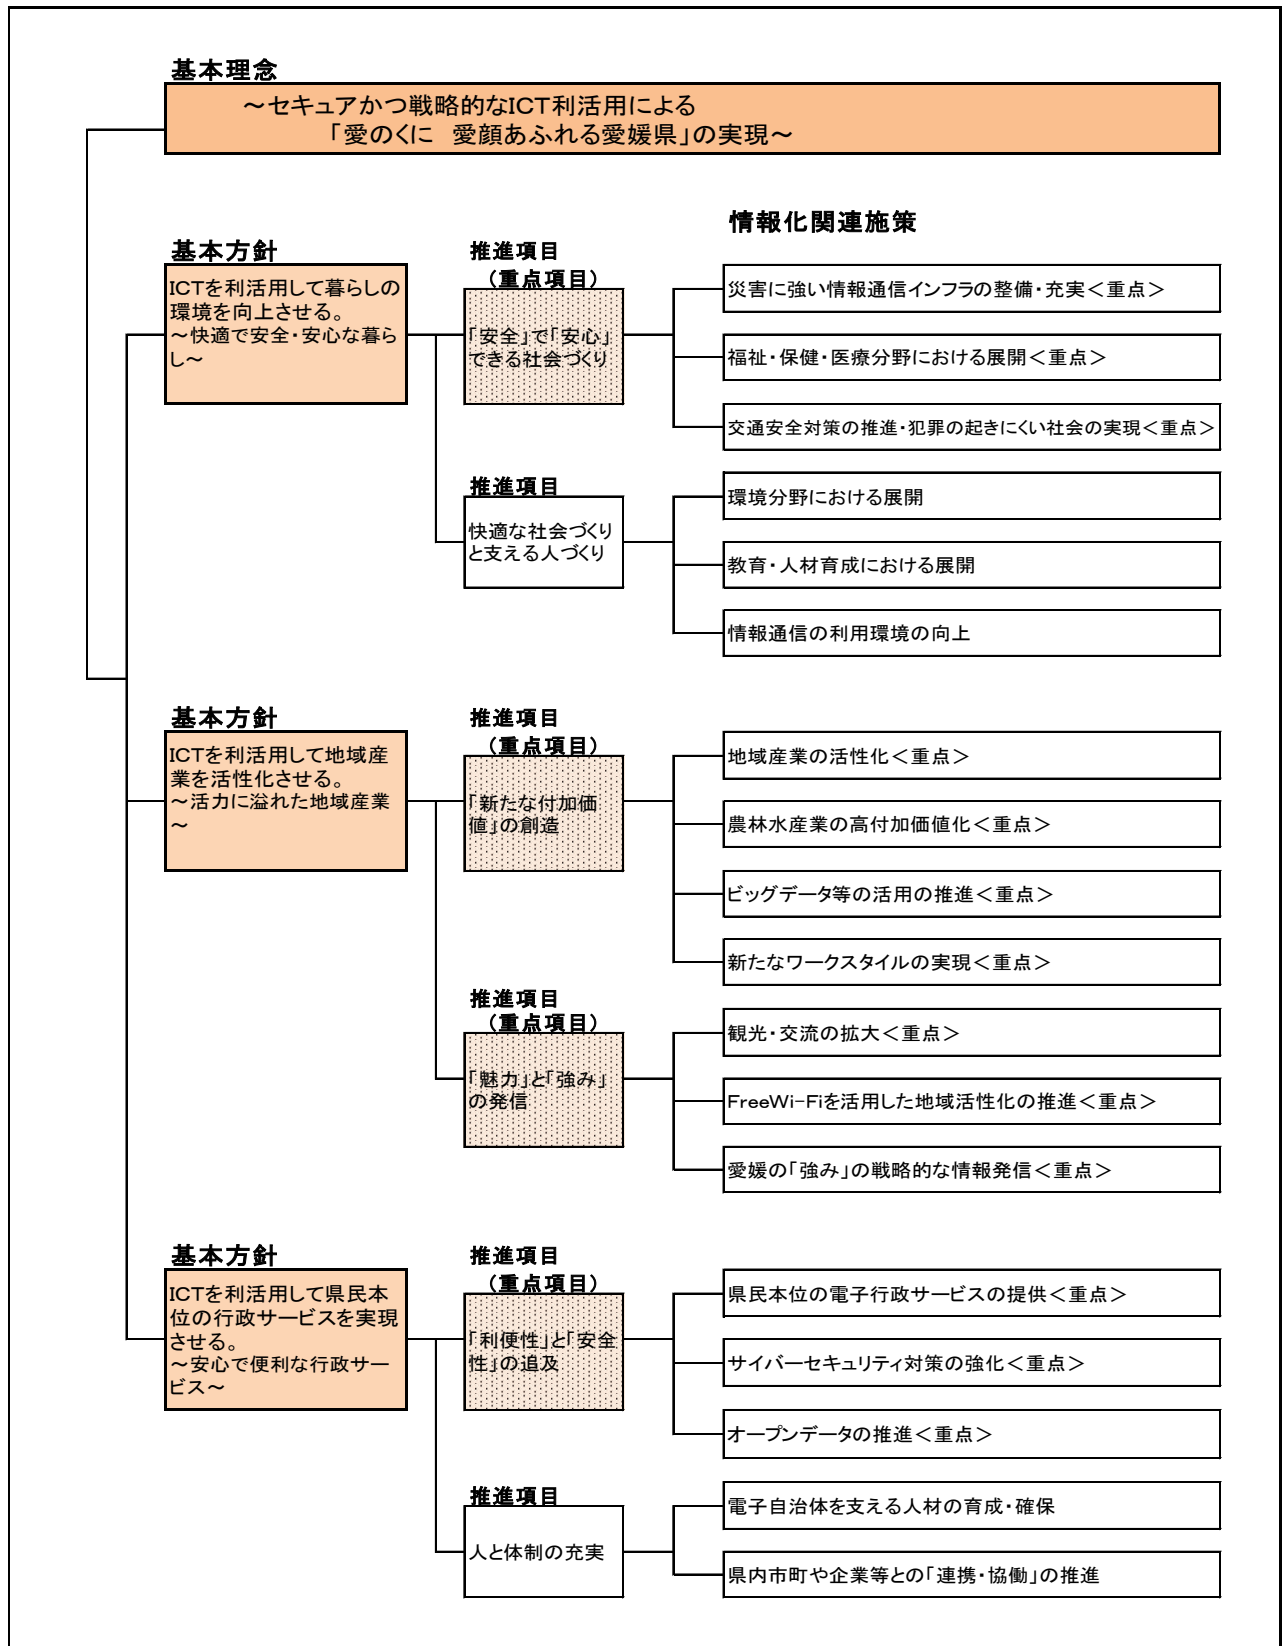 基本理念
～セキュアかつ戦略的なICT利活用による
「愛のくに　愛顔あふれる愛媛県」の実現～
情報化関連施策
基本方針
ICTを利活用して暮らしの
環境を向上させる。
～快適で安全・安心な暮ら
し～
推進項目
（重点項目）
「安全」で「安心」
できる社会づくり
災害に強い情報通信インフラの整備・充実＜重点＞
福祉・保健・医療分野における展開＜重点＞
交通安全対策の推進・犯罪の起きにくい社会の実現＜重点＞
推進項目
快適な社会づくり
と支える人づくり
環境分野における展開
教育・人材育成における展開
情報通信の利用環境の向上
基本方針
ICTを利活用して地域産
業を活性化させる。
～活力に溢れた地域産業
～
推進項目
（重点項目）
「新たな付加価
値」の創造
地域産業の活性化＜重点＞
農林水産業の高付加価値化＜重点＞
ビッグデータ等の活用の推進＜重点＞
新たなワークスタイルの実現＜重点＞
推進項目
（重点項目）
「魅力」と「強み」
の発信
観光・交流の拡大＜重点＞
FreeWi-Fiを活用した地域活性化の推進＜重点＞
愛媛の「強み」の戦略的な情報発信＜重点＞
基本方針
ICTを利活用して県民本
位の行政サービスを実現
させる。
～安心で便利な行政サー
ビス～
推進項目
（重点項目）
「利便性」と「安全
性」の追及
県民本位の電子行政サービスの提供＜重点＞
サイバーセキュリティ対策の強化＜重点＞
オープンデータの推進＜重点＞
推進項目
人と体制の充実
電子自治体を支える人材の育成・確保
県内市町や企業等との「連携・協働」の推進